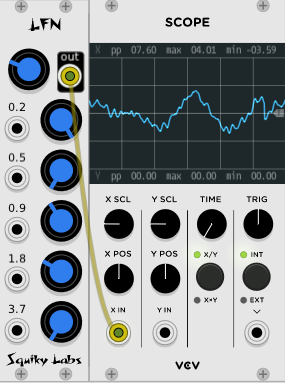 LFN
SCOPE
out
X pp 07.60 max 04.01 min -03.59
0.2
0.5
0.9
1.8
3.7
Y pp 00.00 max 00.00 min 00.00
X SCL Y SCL TIME TRIG
X/Y INT
X POS Y POS
X×Y EXT
X IN Y IN
Squiky Labs
VCV